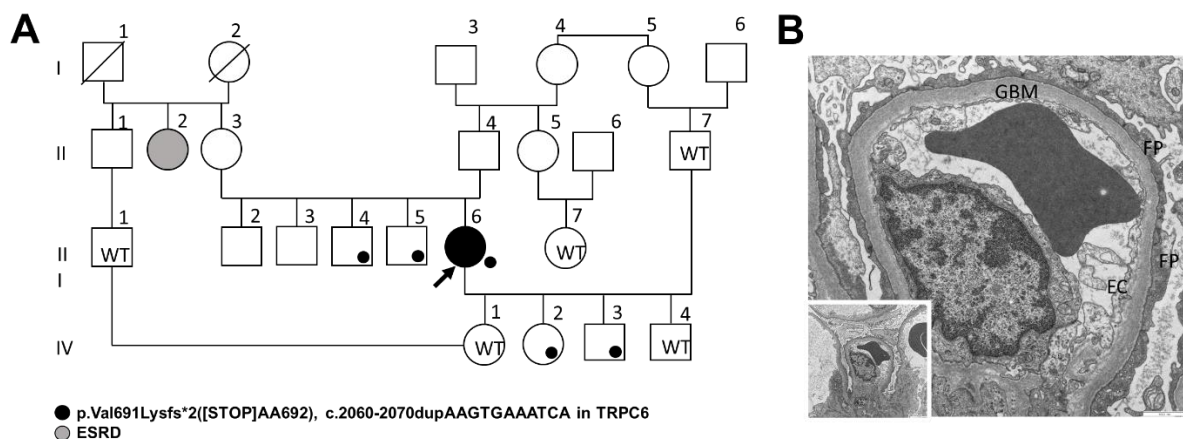 A
B
1
2
3
4
5
6
I
GBM
1
2
3
4
5
6
7
II
WT
FP
1
2
3
4
5
6
7
II
I
WT
WT
FP
EC
1
2
3
4
IV
WT
WT
p.Val691Lysfs*2([STOP]AA692), c.2060-2070dupAAGTGAAATCA in TRPC6
ESRD